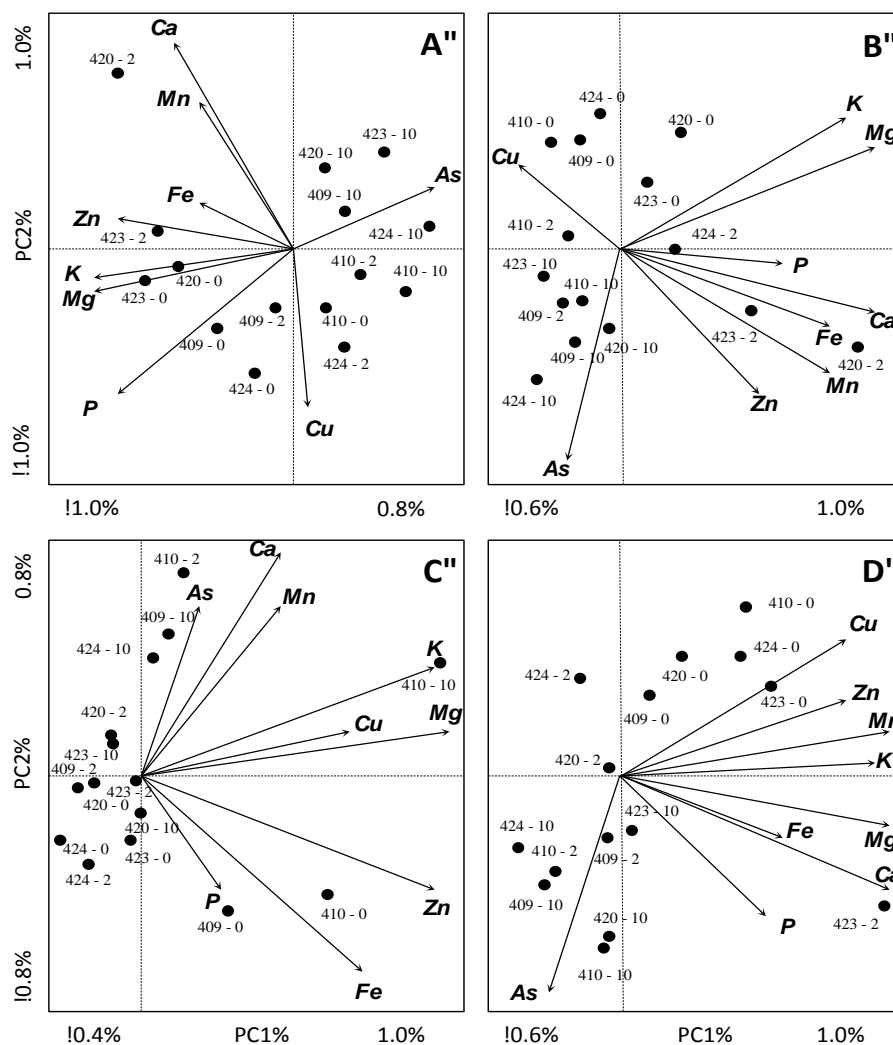 1.0%
PC2%
!1.0%
A"
Ca
420 - 2
Mn
423 - 10
420 - 10
As
409 - 10
Fe
Zn
424 - 10
423 - 2
410 - 2
410 - 10
K
420 - 0
Mg
423 - 0
409 - 2
410 - 0
409 - 0
424 - 2
P
424 - 0
Cu
!1.0%
0.8%
B"
424 - 0
K
420 - 0
410 - 0
Mg
409 - 0
Cu
423 - 0
410 - 2
424 - 2
P
423 - 10
410 - 10
Ca
409 - 2
423 - 2
Fe
420 - 10
409 - 10
420 - 2
Mn
424 - 10
Zn
As
!0.6%
1.0%
0.8%
PC2%
!0.8%
C"
Ca
410 - 2
As
Mn
409 - 10
K
424 - 10
410 - 10
420 - 2
Mg
Cu
423 - 10
409 - 2
423 - 2
420 - 0
420 - 10
424 - 0
423 - 0
424 - 2
P
Zn
409 - 0
410 - 0
Fe
!0.4%
PC1%
1.0%
D'
410 - 0
Cu
424 - 0
424 - 2
420 - 0
Zn
423 - 0
409 - 0
Mn
420 - 2
K
423 - 10
424 - 10
Fe
Mg
410 - 2
409 - 2
Ca
409 - 10
420 - 10
P
423 - 2
410 - 10
As
!0.6%
PC1%
1.0%